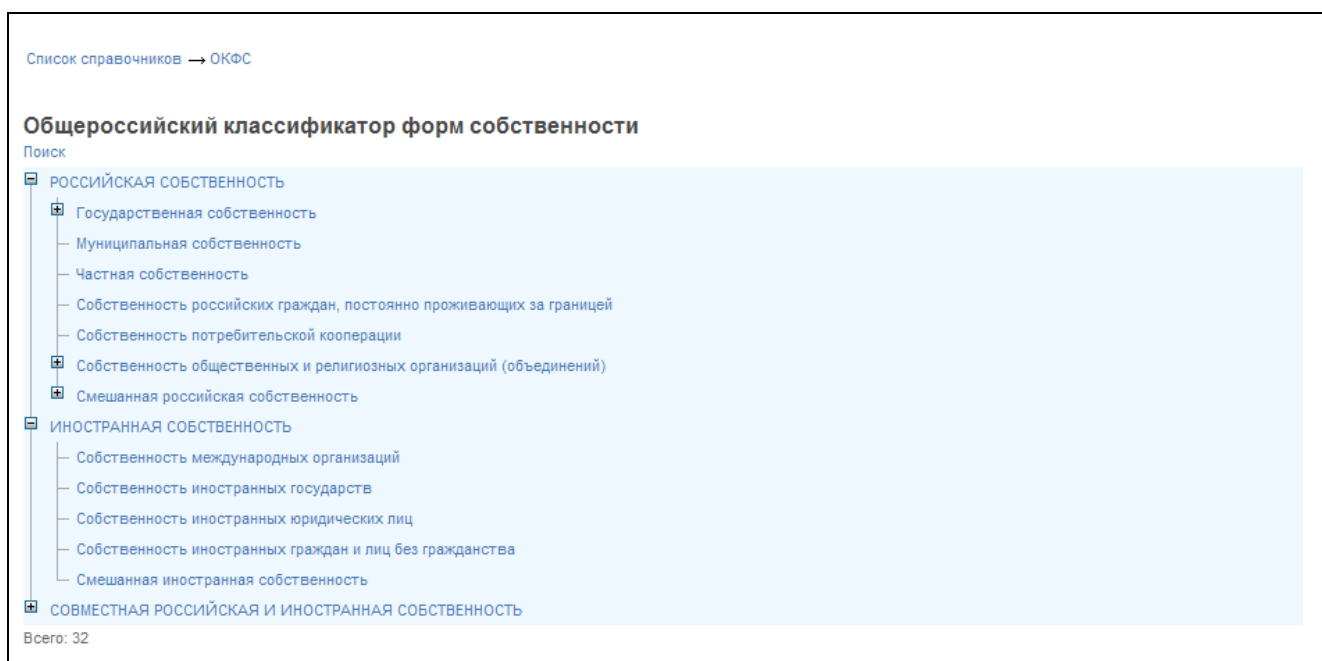 Список справочников → ОКФС
Общероссийский классификатор форм собственности
Поиск
РОССИЙСКАЯ СОБСТВЕННОСТЬ
Государственная собственность
Муниципальная собственность
Частная собственность
Собственность российских граждан, постоянно проживающих за границей
Собственность потребительской кооперации
Собственность общественных и религиозных организаций (объединений)
Смешанная российская собственность
ИНОСТРАННАЯ СОБСТВЕННОСТЬ
Собственность международных организаций
Собственность иностранных государств
Собственность иностранных юридических лиц
Собственность иностранных граждан и лиц без гражданства
Смешанная иностранная собственность
СОВМЕСТНАЯ РОССИЙСКАЯ И ИНОСТРАННАЯ СОБСТВЕННОСТЬ
Всего: 32